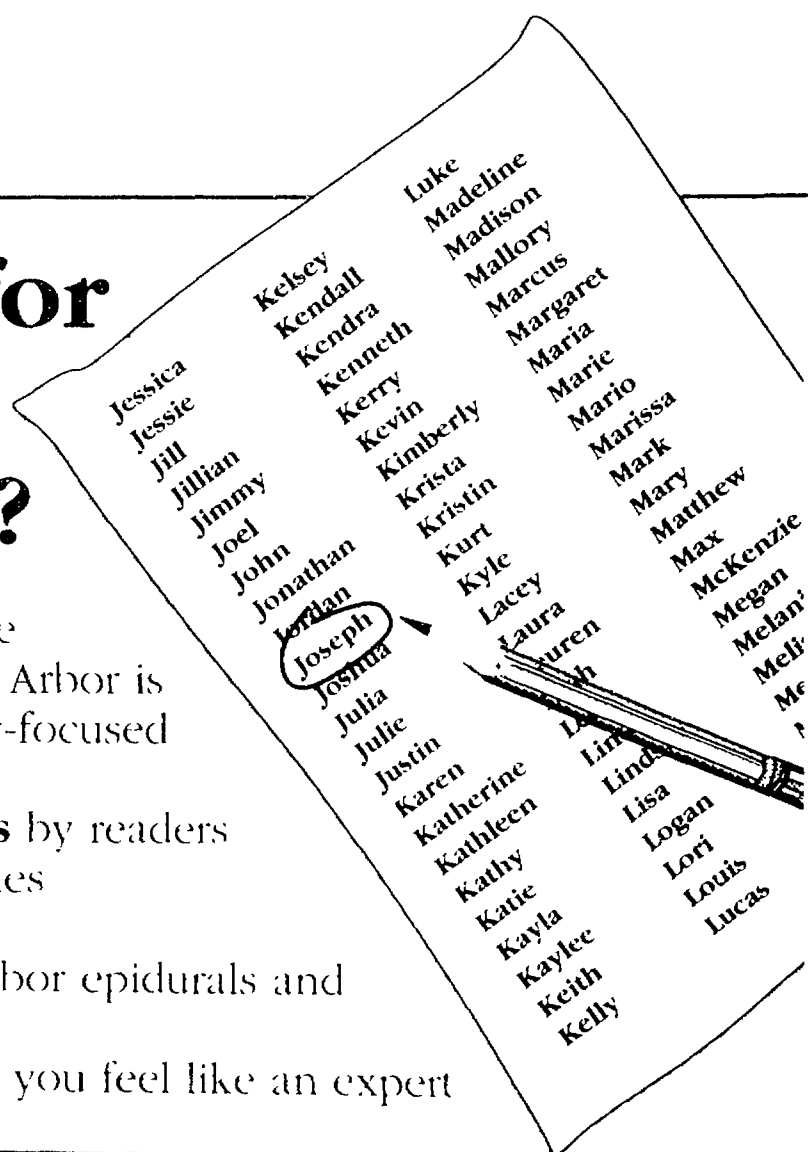 for
?
Arbor is
-focused
s by readers
bor epidurals and
you feel like an expert
Jessica
Jessie
Jill
Jillian
Jimmy
Joel
John
Jonathan
Jordan
Joseph
Joshua
Julia
Julie
Justin
Karen
Katherine
Kathleen
Kathy
Katie
Kayla
Kaylee
Keith
Kelly
Kelsey
Kendall
Kendra
Kenneth
Kerry
Kevin
Kimberly
Krista
Kristin
Kurt
Kyle
Lacey
Laura
Lisa
Logan
Lori
Louis
Lucas
Luke
Madeline
Madison
Mallory
Marcus
Margaret
Maria
Marie
Mario
Marissa
Mark
Mary
Matthew
Max
McKenzie
Megan